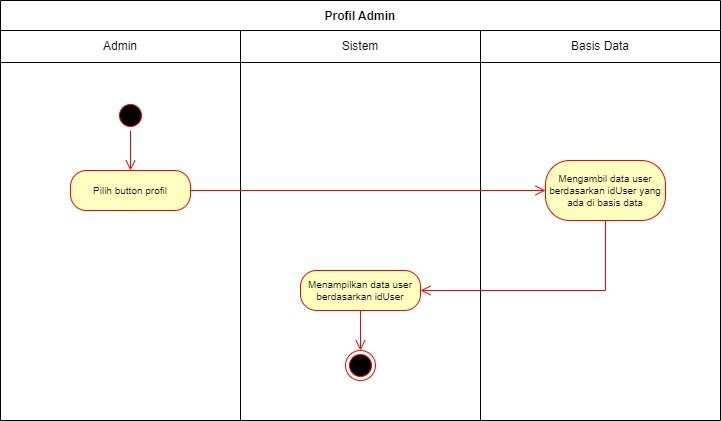 Profil Admin
Admin
Sistem
Basis Data
Pilih button profil
Mengambil data user
berdasarkan idUser yang
ada di basis data
Menampilkan data user
berdasarkan idUser